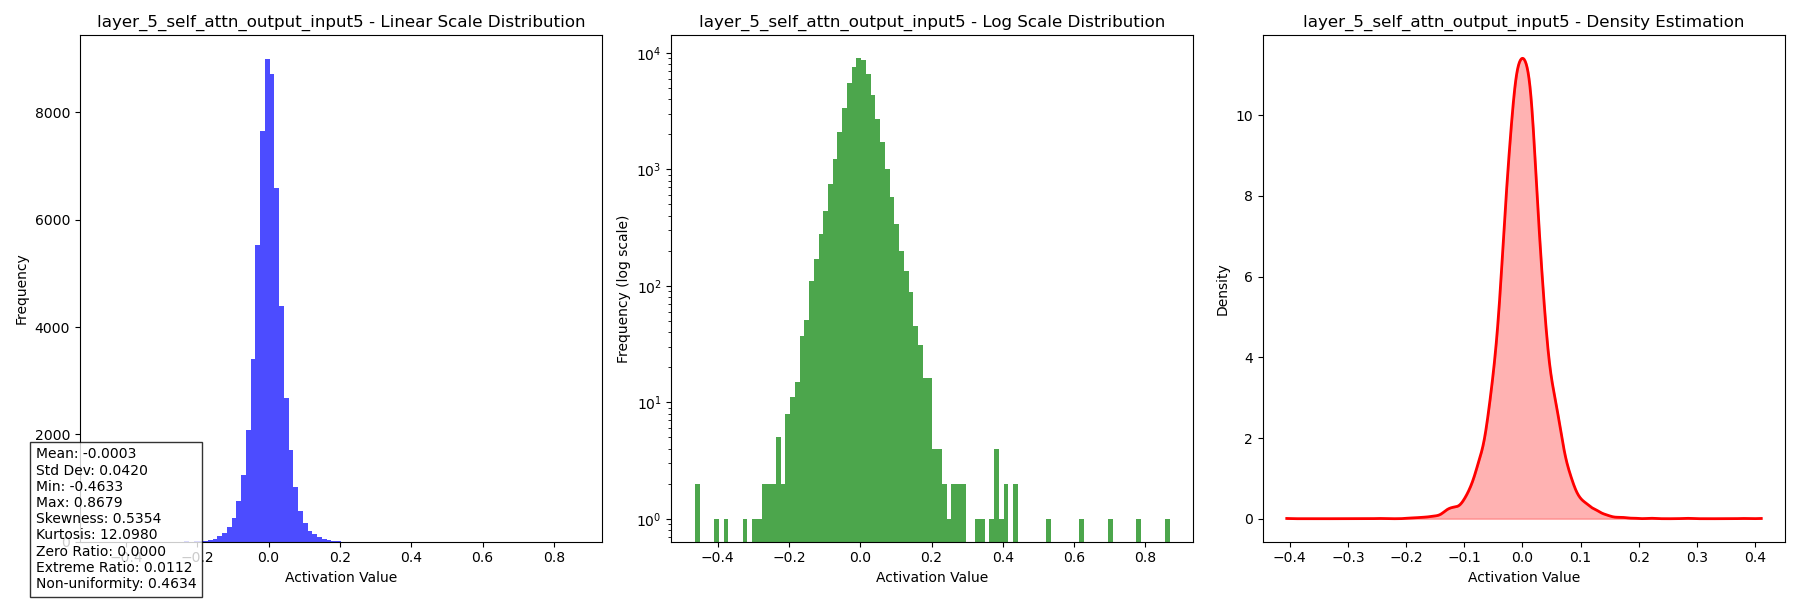 layer_5_self_attn_output_input5 - Linear Scale Distribution
8000
6000
4000
2000
0
Frequency
−0.4
−0.2
0.0
0.2
0.4
0.6
0.8
Activation Value
Mean: -0.0003
Std Dev: 0.0420
Min: -0.4633
Max: 0.8679
Skewness: 0.5354
Kurtosis: 12.0980
Zero Ratio: 0.0000
Extreme Ratio: 0.0112
Non-uniformity: 0.4634
layer_5_self_attn_output_input5 - Log Scale Distribution
10⁴
10³
10²
10¹
10⁰
Frequency (log scale)
−0.4
−0.2
0.0
0.2
0.4
0.6
0.8
Activation Value
layer_5_self_attn_output_input5 - Density Estimation
10
8
6
4
2
0
Density
−0.4
−0.3
−0.2
−0.1
0.0
0.1
0.2
0.3
0.4
Activation Value